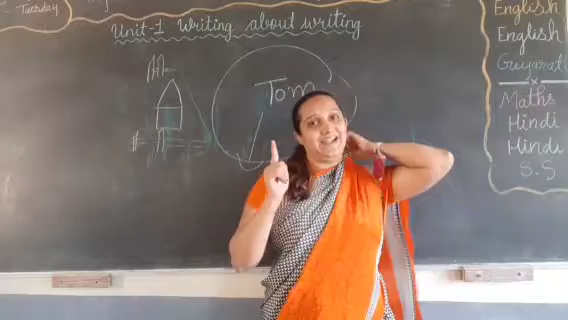 Tuesday
Unit-1 Writing about writing
Tom
English
English
Gujarati
x
Maths
Hindi
Hindi
S.S